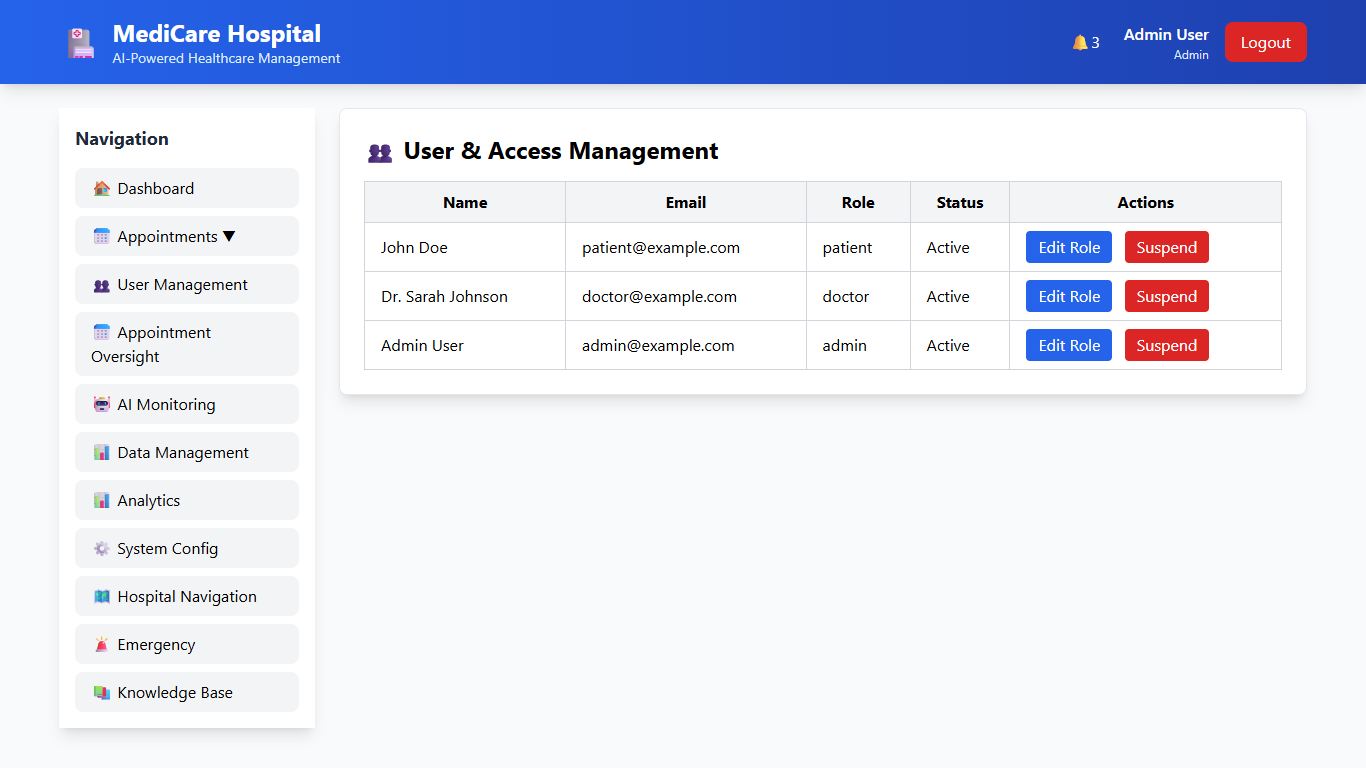 MediCare Hospital
AI-Powered Healthcare Management
3
Admin User
Admin
Logout
Navigation
Dashboard
Appointments ▼
User Management
Appointment
Oversight
AI Monitoring
Data Management
Analytics
System Config
Hospital Navigation
Emergency
Knowledge Base
User & Access Management
Name Email Role Status Actions
John Doe patient@example.com patient Active Edit Role Suspend
Dr. Sarah Johnson doctor@example.com doctor Active Edit Role Suspend
Admin User admin@example.com admin Active Edit Role Suspend